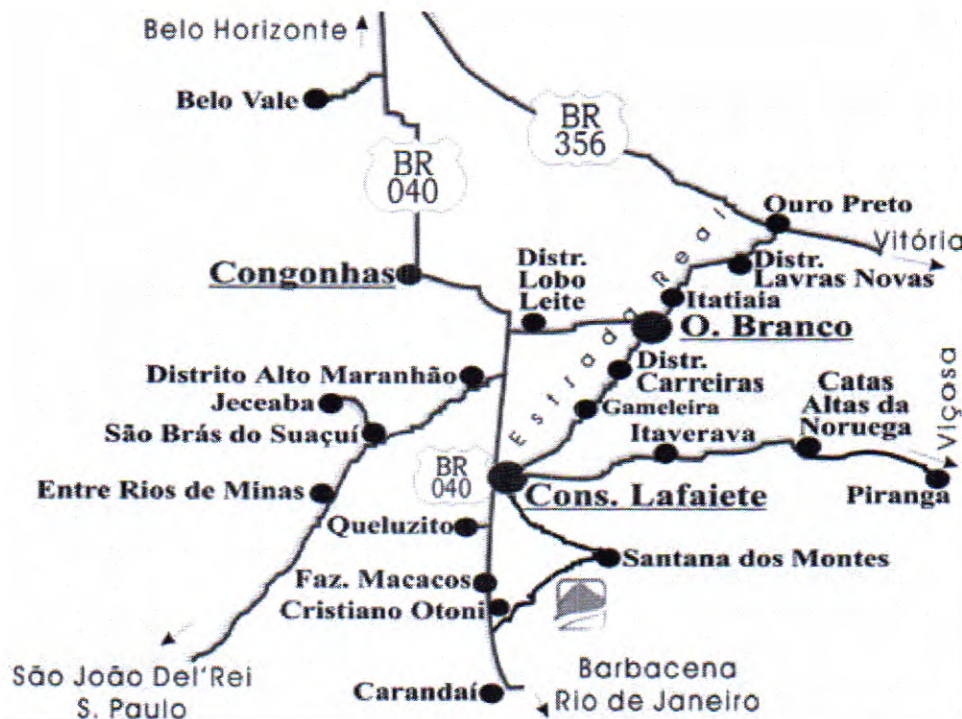 Belo Horizonte
Belo Vale
BR
356
BR
040
Ouro Preto
Vitória
Distr.
Lavras Novas
Congonhas
Distr.
Lobo
Leite
Itatiaia
O. Branco
Estrada Real
Distrito Alto Maranhão
Distr.
Carreiras
Jeceaba
Gameleira
Catas
Altas da
Noruega
Viçosa
São Brás do Suaçuí
Itaverava
BR
040
Entre Rios de Minas
Cons. Lafaiete
Piranga
Queluzito
Santana dos Montes
Faz. Macacos
Cristiano Otoni
São João Del'Rei
S. Paulo
Carandaí
Barbacena
Rio de Janeiro